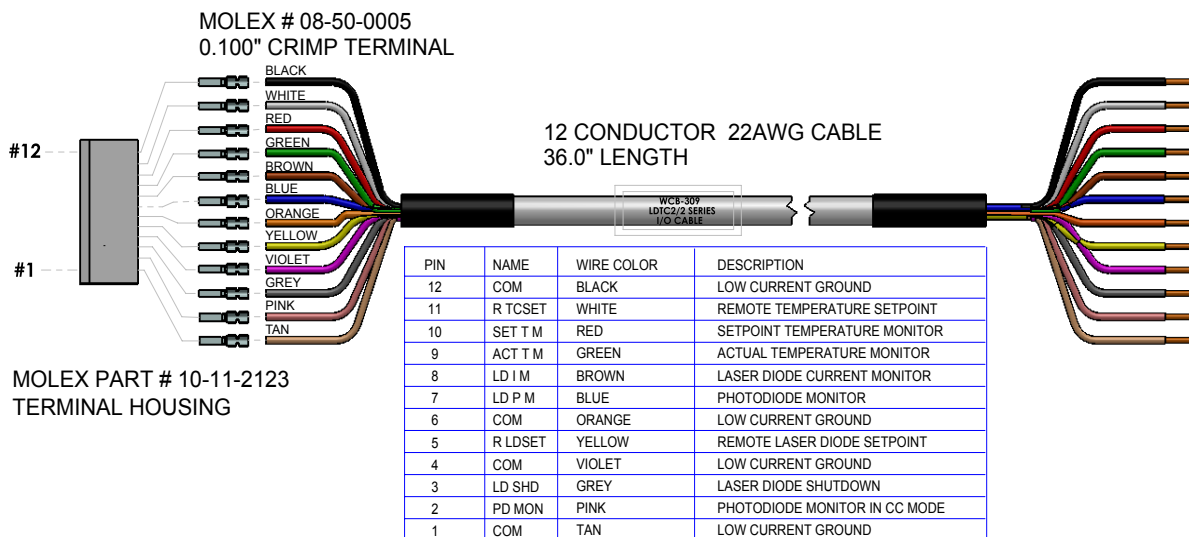 MOLEX # 08-50-0005
0.100" CRIMP TERMINAL
BLACK
WHITE
RED
GREEN
BROWN
BLUE
ORANGE
YELLOW
VIOLET
GREY
PINK
TAN
#12
#1
MOLEX PART # 10-11-2123
TERMINAL HOUSING
12 CONDUCTOR 22AWG CABLE
36.0" LENGTH
WCB-309
LDTC2/2 SERIES
I/O CABLE
PIN NAME WIRE COLOR DESCRIPTION
12 COM BLACK LOW CURRENT GROUND
11 R TCSET WHITE REMOTE TEMPERATURE SETPOINT
10 SET T M RED SETPOINT TEMPERATURE MONITOR
9 ACT T M GREEN ACTUAL TEMPERATURE MONITOR
8 LD I M BROWN LASER DIODE CURRENT MONITOR
7 LD P M BLUE PHOTODIODE MONITOR
6 COM ORANGE LOW CURRENT GROUND
5 R LDSET YELLOW REMOTE LASER DIODE SETPOINT
4 COM VIOLET LOW CURRENT GROUND
3 LD SHD GREY LASER DIODE SHUTDOWN
2 PD MON PINK PHOTODIODE MONITOR IN CC MODE
1 COM TAN LOW CURRENT GROUND